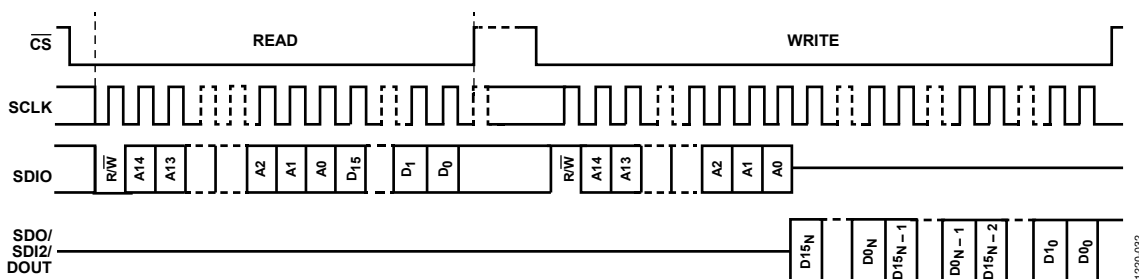 CS READ WRITE
SCLK
SDIO R/W A14 A13 A2 A1 A0 D15 D1 D0 R/W A14 A13 A2 A1 A0
SDO/
SDI2/
DOUT D15N D0N D15N – 1 D0N – 1 D15N – 2 D10 D00